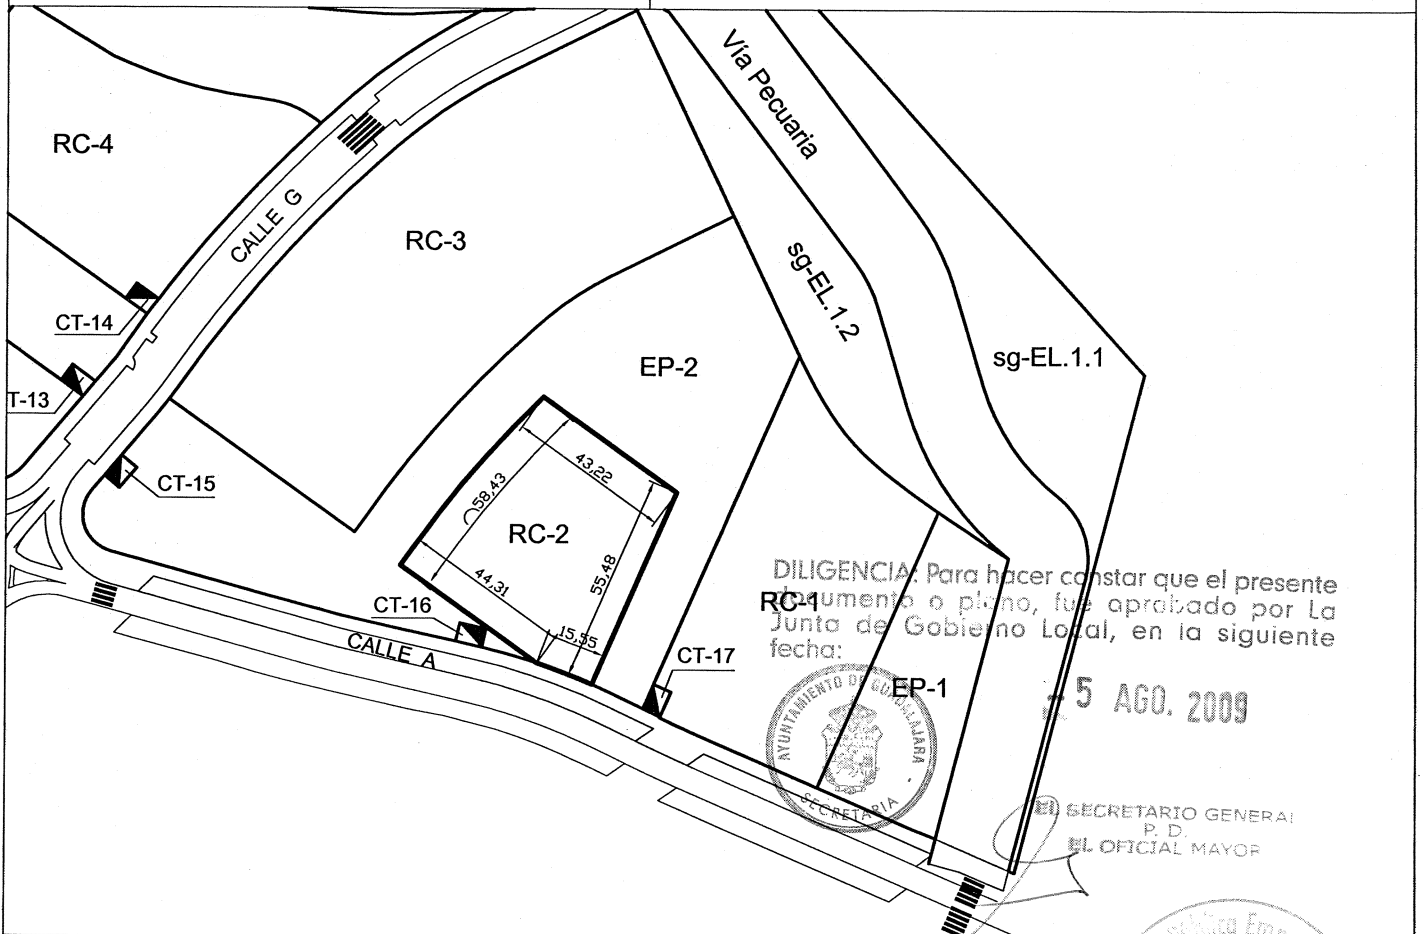 Vía Pecuaria
RC-4
CALLE G
RC-3
sg-EL.1.2
CT-14
EP-2
sg-EL.1.1
T-13
CT-15
43,22
58,43
RC-2
55,48
44,31
CT-16
15,55
CALLE A
CT-17
RC-1
EP-1
DILIGENCIA: Para hacer constar que el presente
documento o plano, fue aprobado por La
Junta de Gobierno Local, en la siguiente
fecha:
5 AGO. 2009
AYUNTAMIENTO DE GUADALAJARA
SECRETARIA
EL SECRETARIO GENERAL
P. D.
EL OFICIAL MAYOR